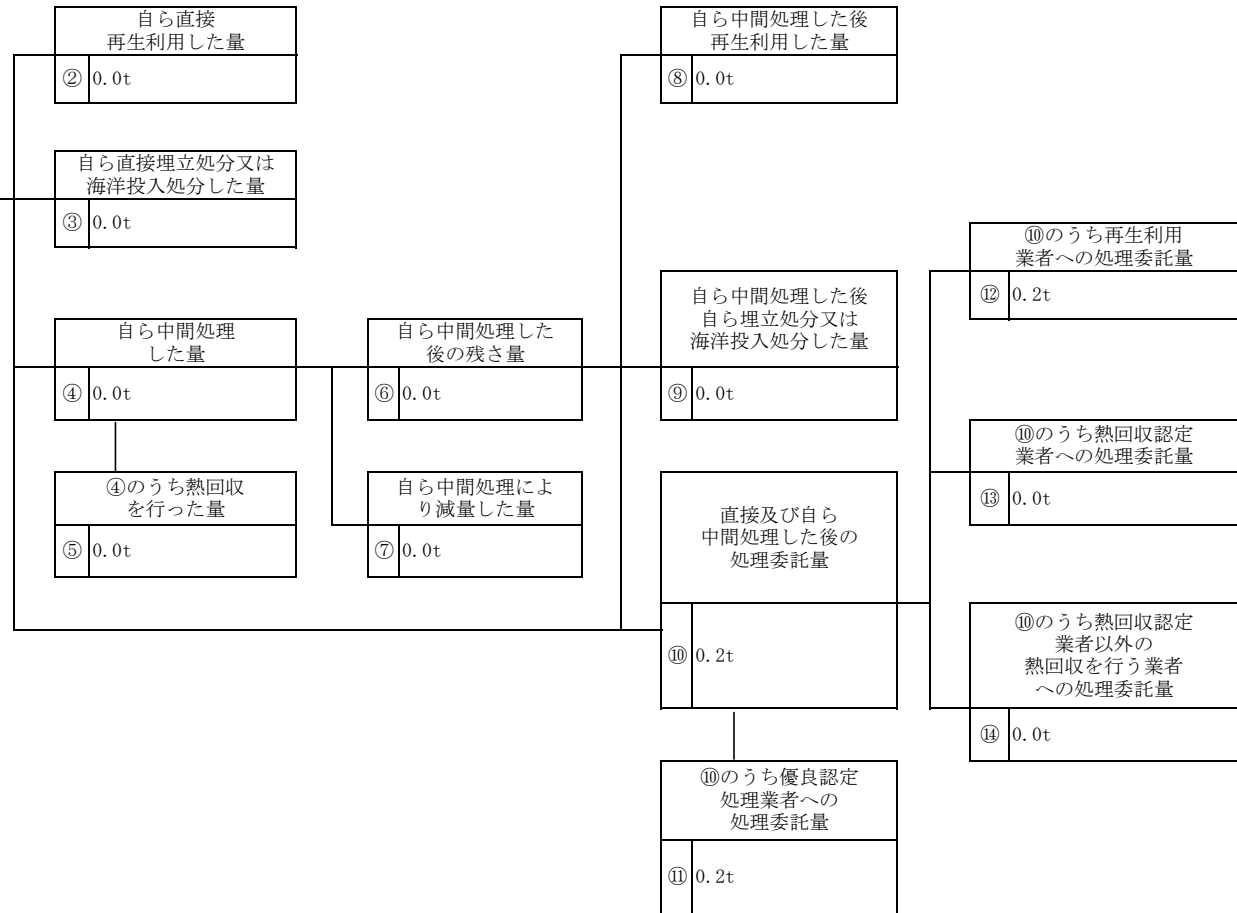 自ら直接
再生利用した量
② 0.0t
自ら直接埋立処分又は
海洋投入処分した量
③ 0.0t
自ら中間処理
した量
④ 0.0t
④のうち熱回収
を行った量
⑤ 0.0t
自ら中間処理した
後の残さ量
⑥ 0.0t
自ら中間処理によ
り減量した量
⑦ 0.0t
自ら中間処理した後
再生利用した量
⑧ 0.0t
自ら中間処理した後
自ら埋立処分又は
海洋投入処分した量
⑨ 0.0t
直接及び自ら
中間処理した後の
処理委託量
⑩ 0.2t
⑩のうち優良認定
処理業者への
処理委託量
⑪ 0.2t
⑩のうち再生利用
業者への処理委託量
⑫ 0.2t
⑩のうち熱回収認定
業者への処理委託量
⑬ 0.0t
⑩のうち熱回収認定
業者以外の
熱回収を行う業者
への処理委託量
⑭ 0.0t